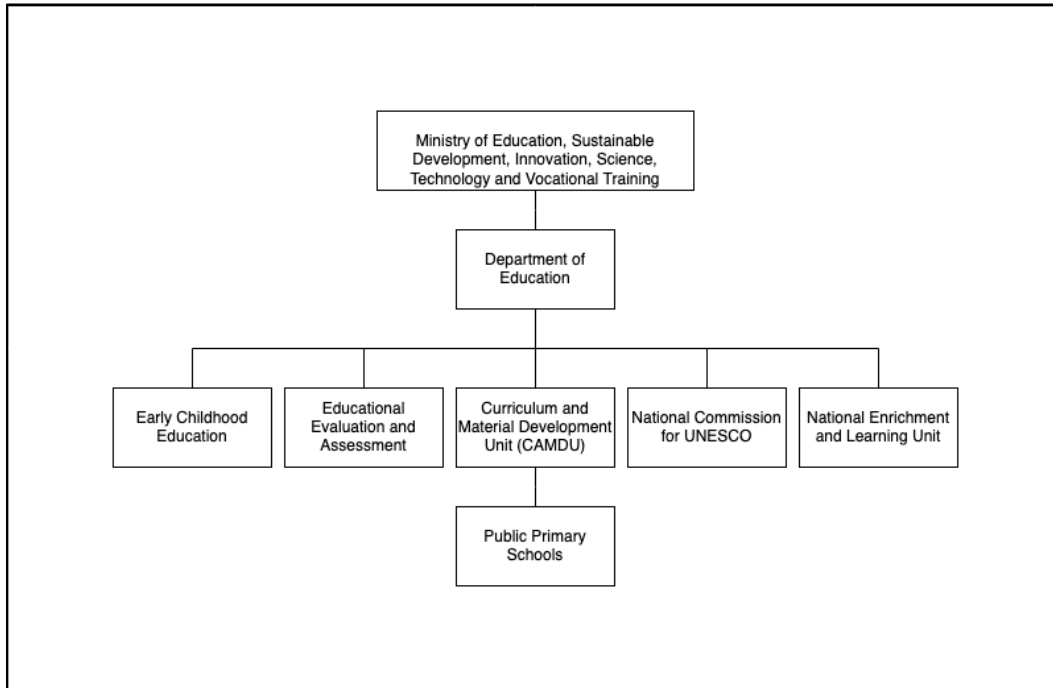 Ministry of Education, Sustainable
Development, Innovation, Science,
Technology and Vocational Training
Department of
Education
Early Childhood
Education
Educational
Evaluation and
Assessment
Curriculum and
Material Development
Unit (CAMDU)
National Commission
for UNESCO
National Enrichment
and Learning Unit
Public Primary
Schools